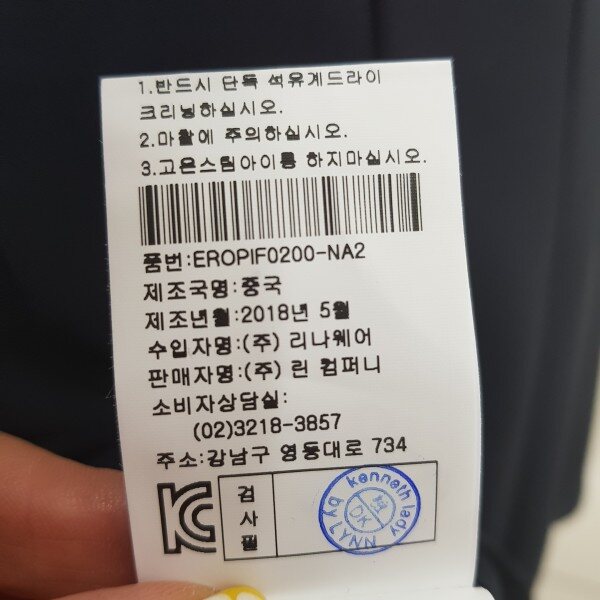 1.반드시 단독 석유계드라이
크리닝하십시오.
2.마찰에 주의하십시오.
3.고온스팀아이롱 하지마십시오.
품번:EROPIF0200-NA2
제조국명:중국
제조년월:2018년 5월
수입자명:(주) 리나웨어
판매자명:(주) 린 컴퍼니
소비자상담실:
(02)3218-3857
주소:강남구 영동대로 734
KC
검
사
필
kenneth lady
by LYNN
OK